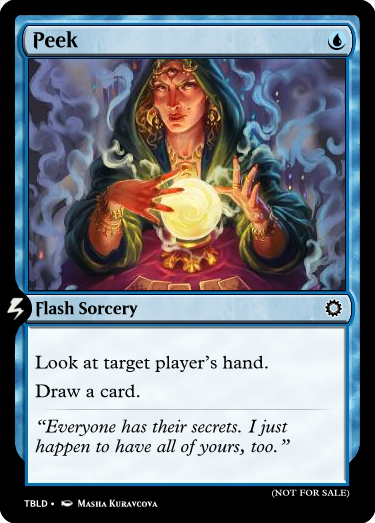 Peek
Flash Sorcery
Look at target player's hand.
Draw a card.
“Everyone has their secrets. I just
happen to have all of yours, too.”
(NOT FOR SALE)
TBLD • Masha Kuravcova